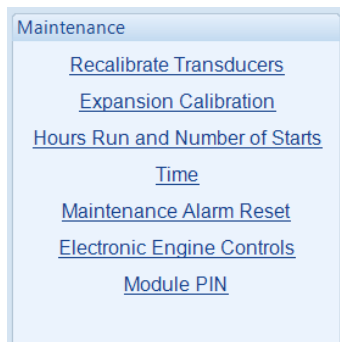 Maintenance
Recalibrate Transducers
Expansion Calibration
Hours Run and Number of Starts
Time
Maintenance Alarm Reset
Electronic Engine Controls
Module PIN